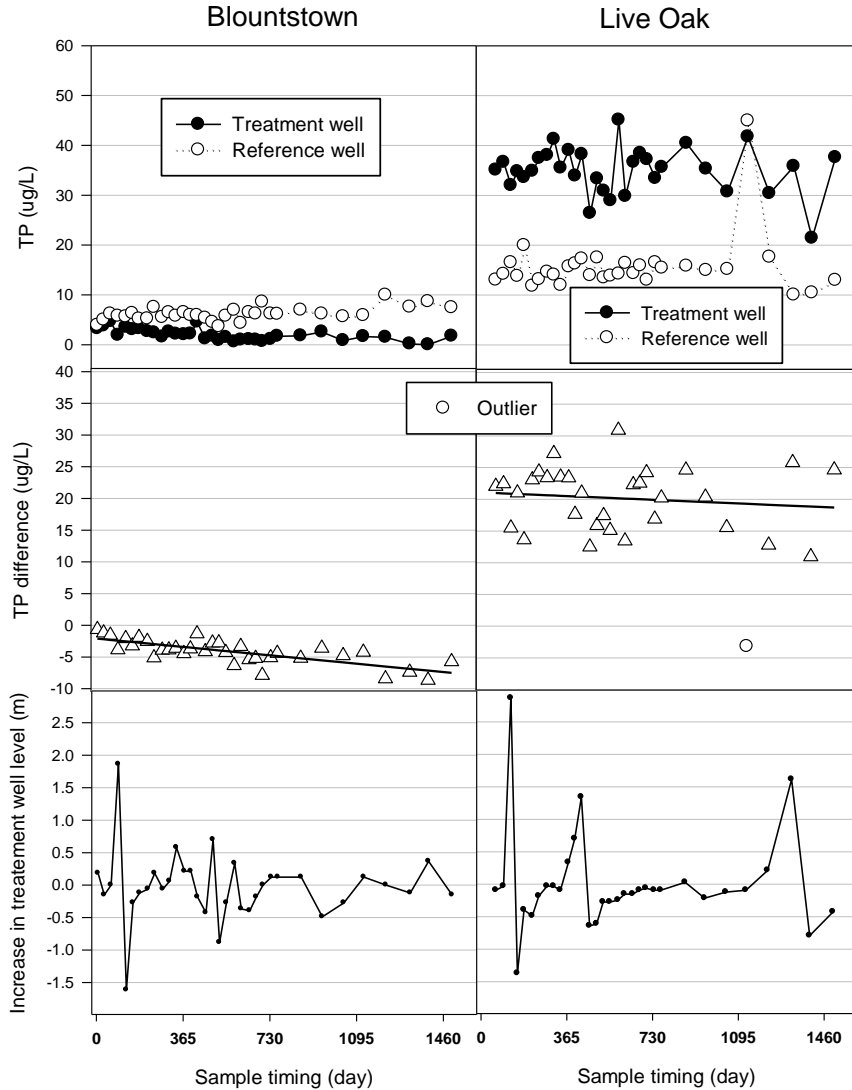 Blountstown
Live Oak
TP (ug/L)
60
50
40
30
20
10
0
Treatment well
Reference well
Treatment well
Reference well
TP difference (ug/L)
40
35
30
25
20
15
10
5
0
-5
-10
Outlier
Increase in treatement well level (m)
2.5
2.0
1.5
1.0
0.5
0.0
-0.5
-1.0
-1.5
0 365 730 1095 1460
0 365 730 1095 1460
Sample timing (day)
Sample timing (day)